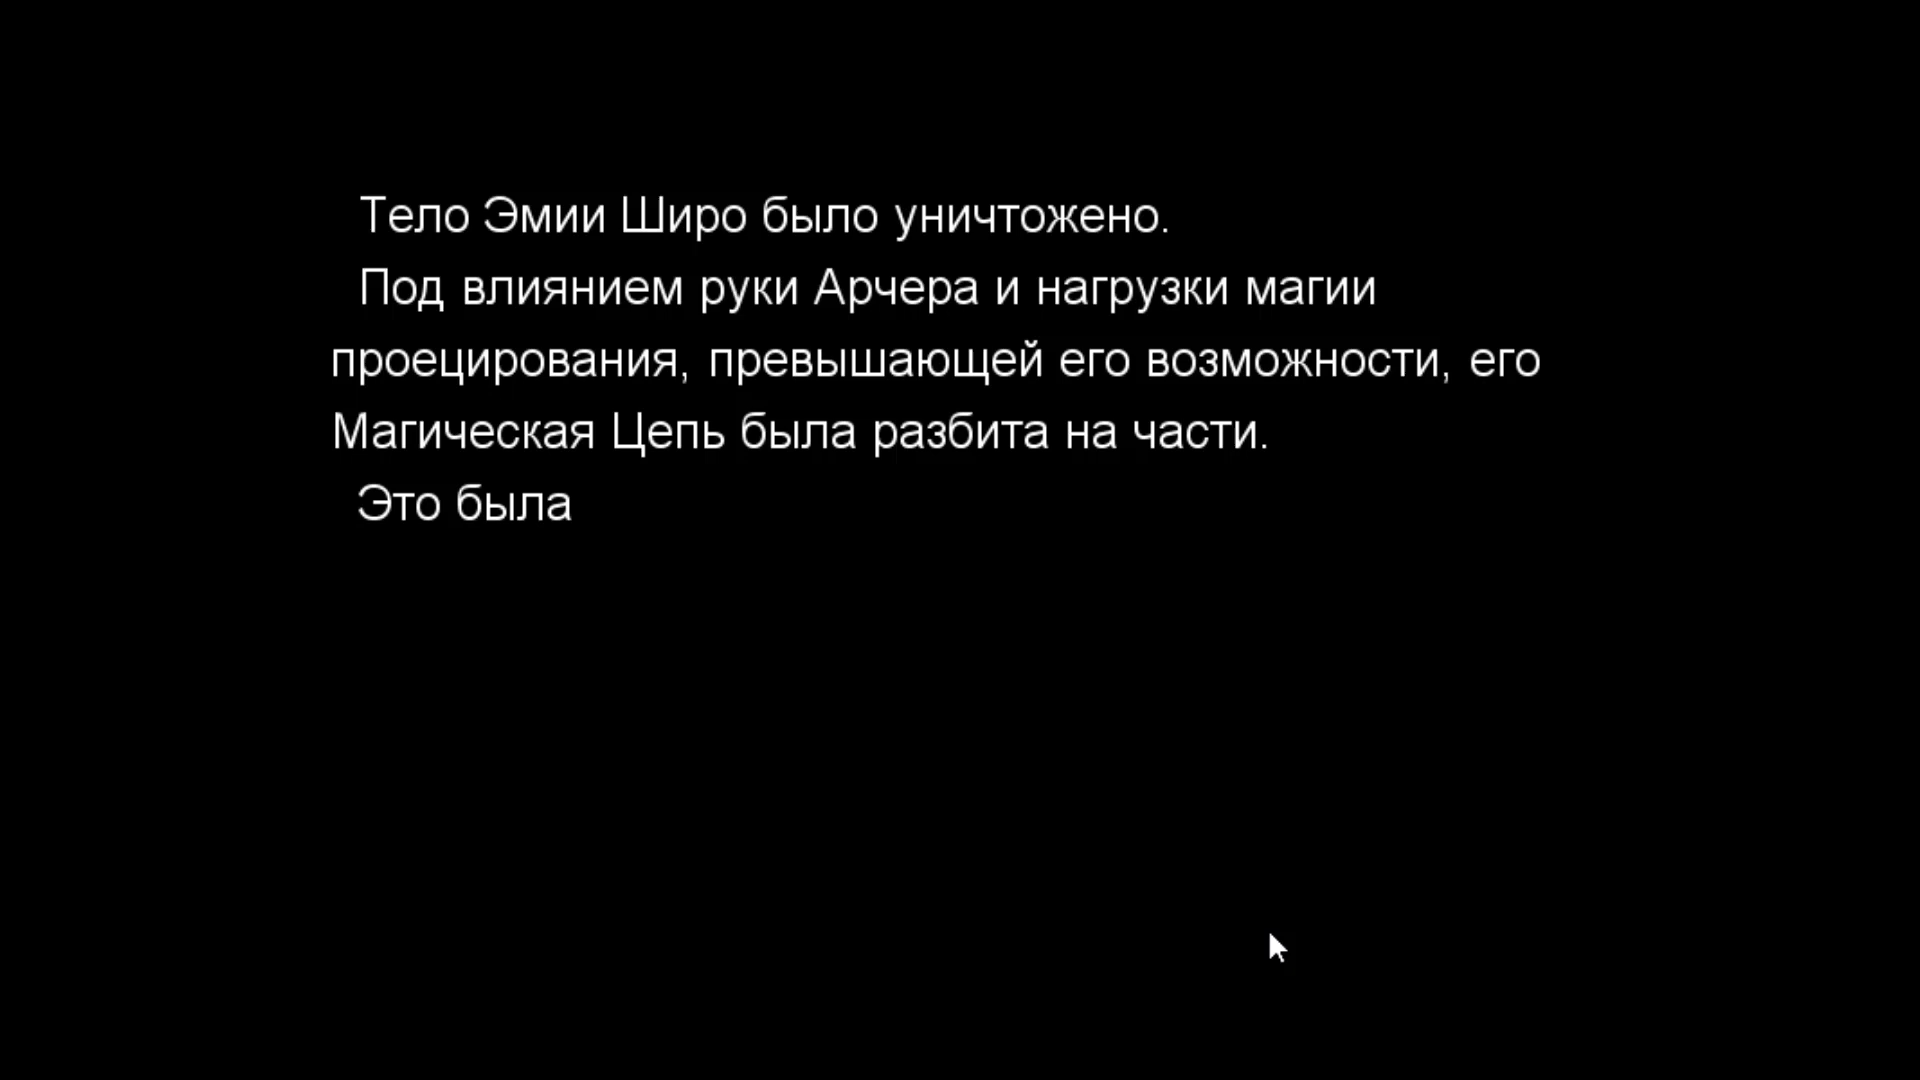 Тело Эмии Широ было уничтожено.
Под влиянием руки Арчера и нагрузки магии
проецирования, превышающей его возможности, его
Магическая Цепь была разбита на части.
Это была